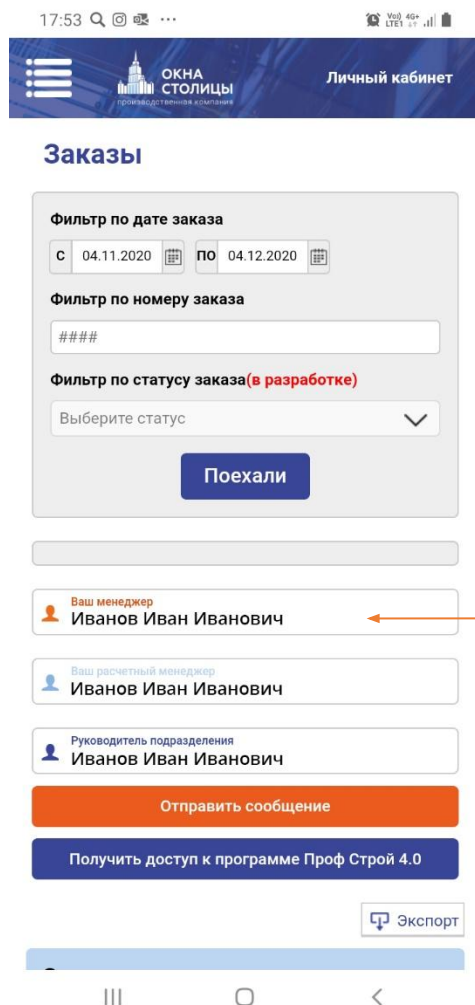 17:53
Vo)) 4G+
LTE1
ОКНА
СТОЛИЦЫ
производственная компания
Личный кабинет
Заказы
Фильтр по дате заказа
с 04.11.2020 по 04.12.2020
Фильтр по номеру заказа
####
Фильтр по статусу заказа(в разработке)
Выберите статус
Поехали
Ваш менеджер
Иванов Иван Иванович
Ваш расчетный менеджер
Иванов Иван Иванович
Руководитель подразделения
Иванов Иван Иванович
Отправить сообщение
Получить доступ к программе Проф Строй 4.0
Экспорт